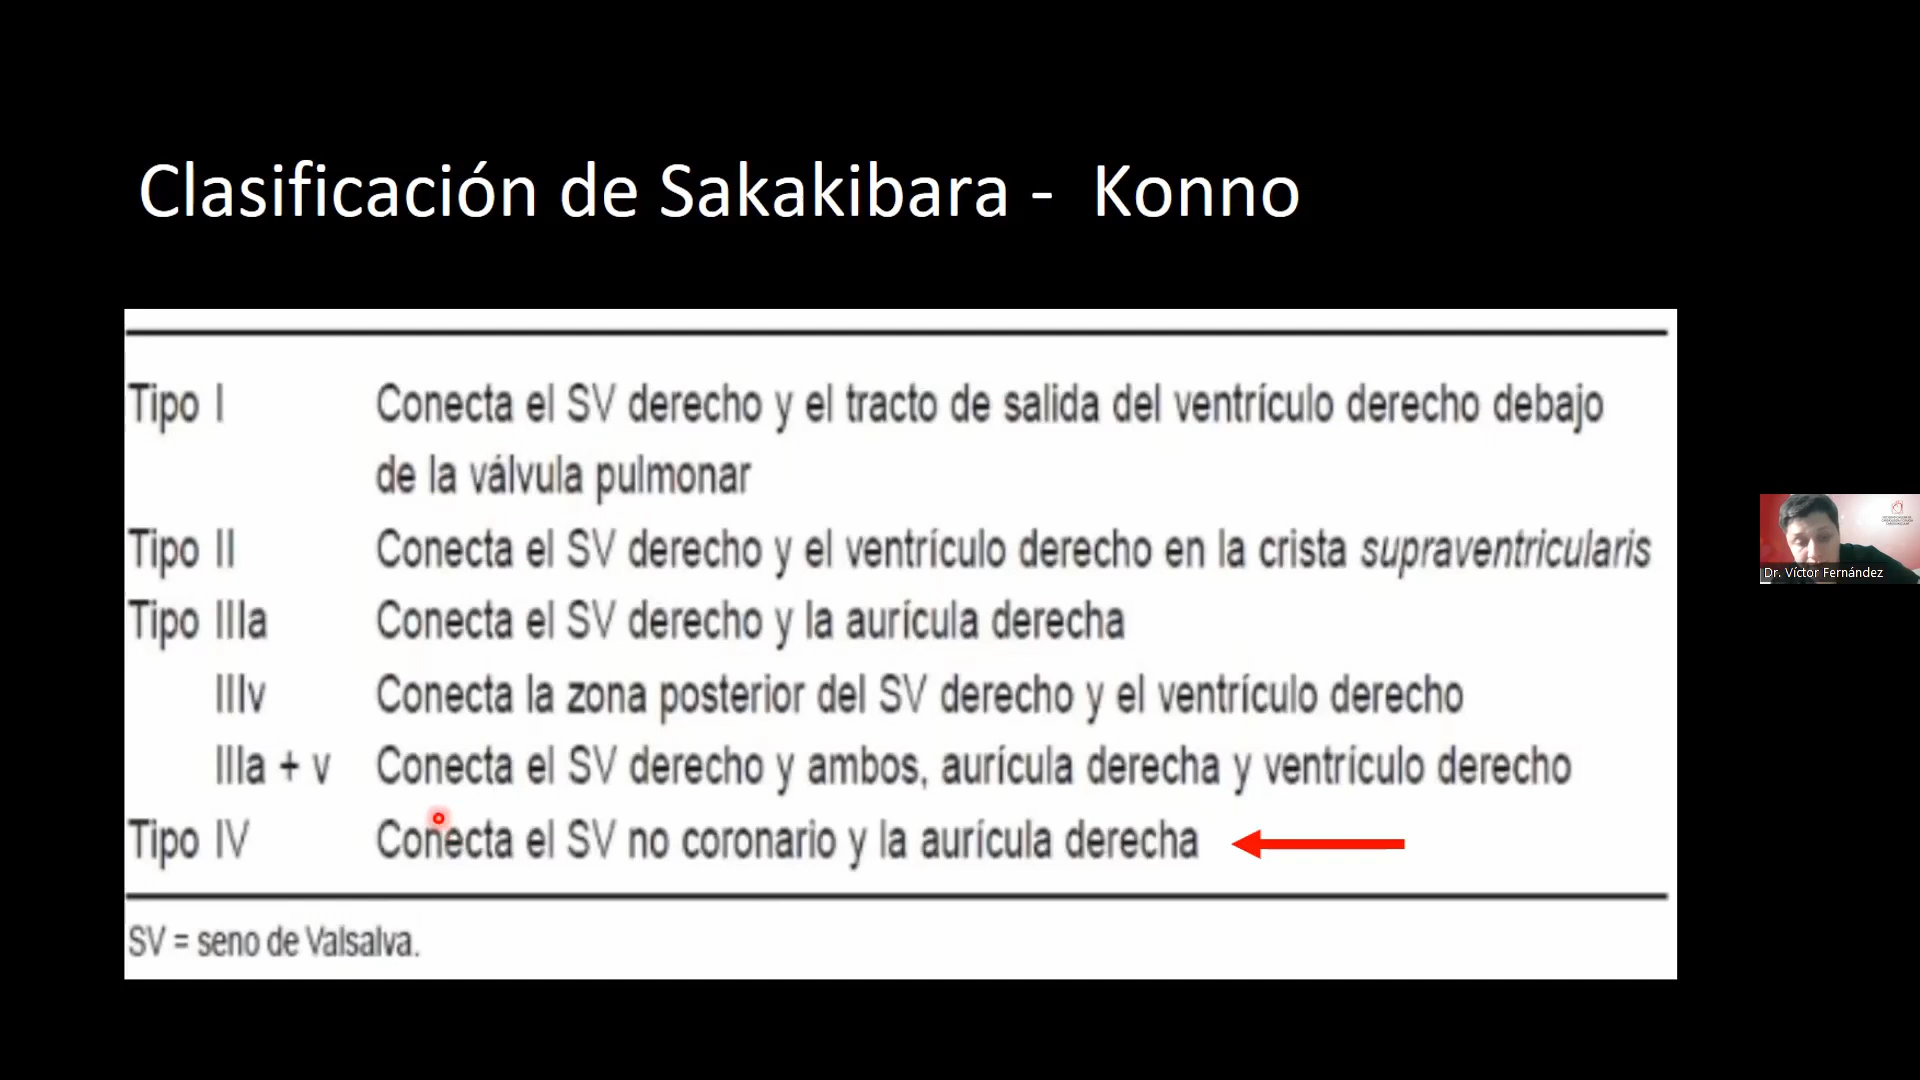 Clasificación de Sakakibara - Konno
Tipo I Conecta el SV derecho y el tracto de salida del ventrículo derecho debajo
de la válvula pulmonar
Tipo II Conecta el SV derecho y el ventrículo derecho en la crista supraventricularis
Tipo IIIa Conecta el SV derecho y la aurícula derecha
IIIv Conecta la zona posterior del SV derecho y el ventrículo derecho
IIIa + v Conecta el SV derecho y ambos, aurícula derecha y ventrículo derecho
Tipo IV Conecta el SV no coronario y la aurícula derecha
SV = seno de Valsalva.
Dr. Víctor Fernández